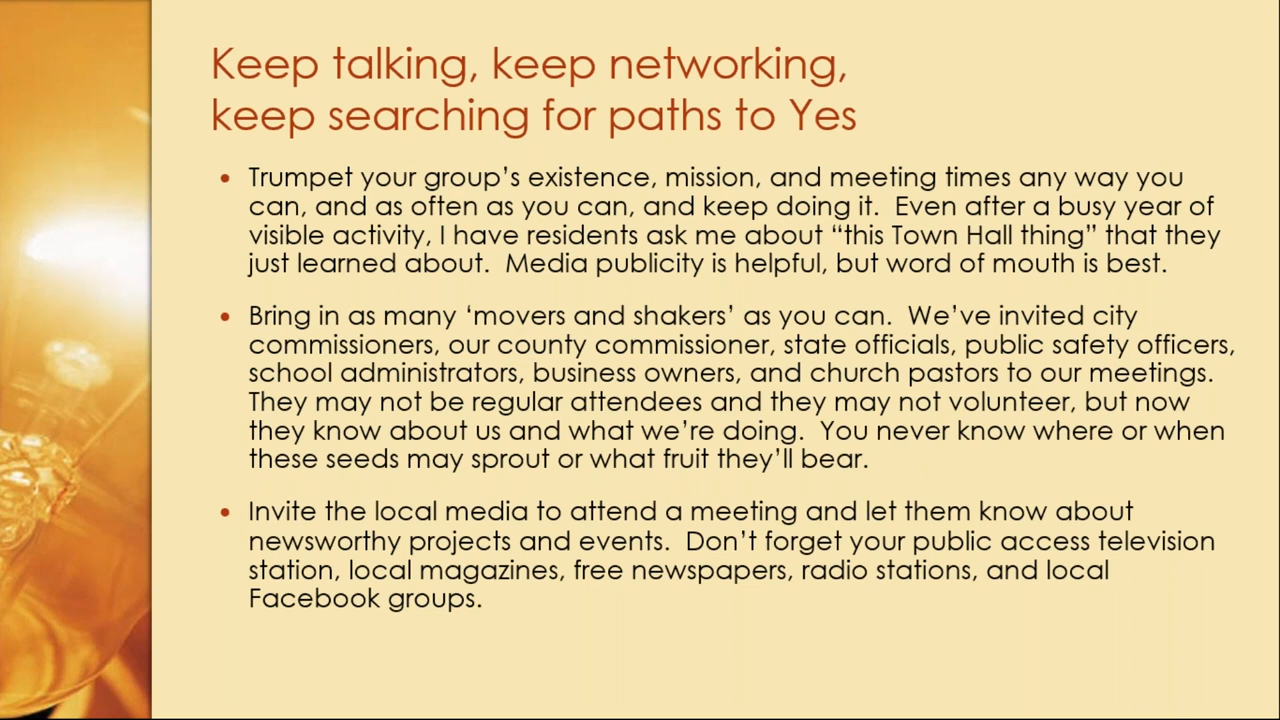 Keep talking, keep networking,
keep searching for paths to Yes
• Trumpet your group’s existence, mission, and meeting times any way you
can, and as often as you can, and keep doing it.  Even after a busy year of
visible activity, I have residents ask me about “this Town Hall thing” that they
just learned about.  Media publicity is helpful, but word of mouth is best.
• Bring in as many ‘movers and shakers’ as you can.  We’ve invited city
commissioners, our county commissioner, state officials, public safety officers,
school administrators, business owners, and church pastors to our meetings.
They may not be regular attendees and they may not volunteer, but now
they know about us and what we’re doing.  You never know where or when
these seeds may sprout or what fruit they’ll bear.
• Invite the local media to attend a meeting and let them know about
newsworthy projects and events.  Don’t forget your public access television
station, local magazines, free newspapers, radio stations, and local
Facebook groups.